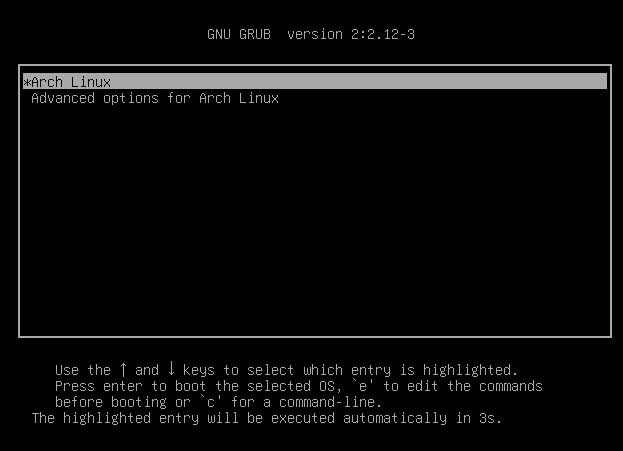 GNU GRUB  version 2:2.12-3
*Arch Linux
Advanced options for Arch Linux
Use the ↑ and ↓ keys to select which entry is highlighted.
Press enter to boot the selected OS, `e' to edit the commands
before booting or `c' for a command-line.
The highlighted entry will be executed automatically in 3s.